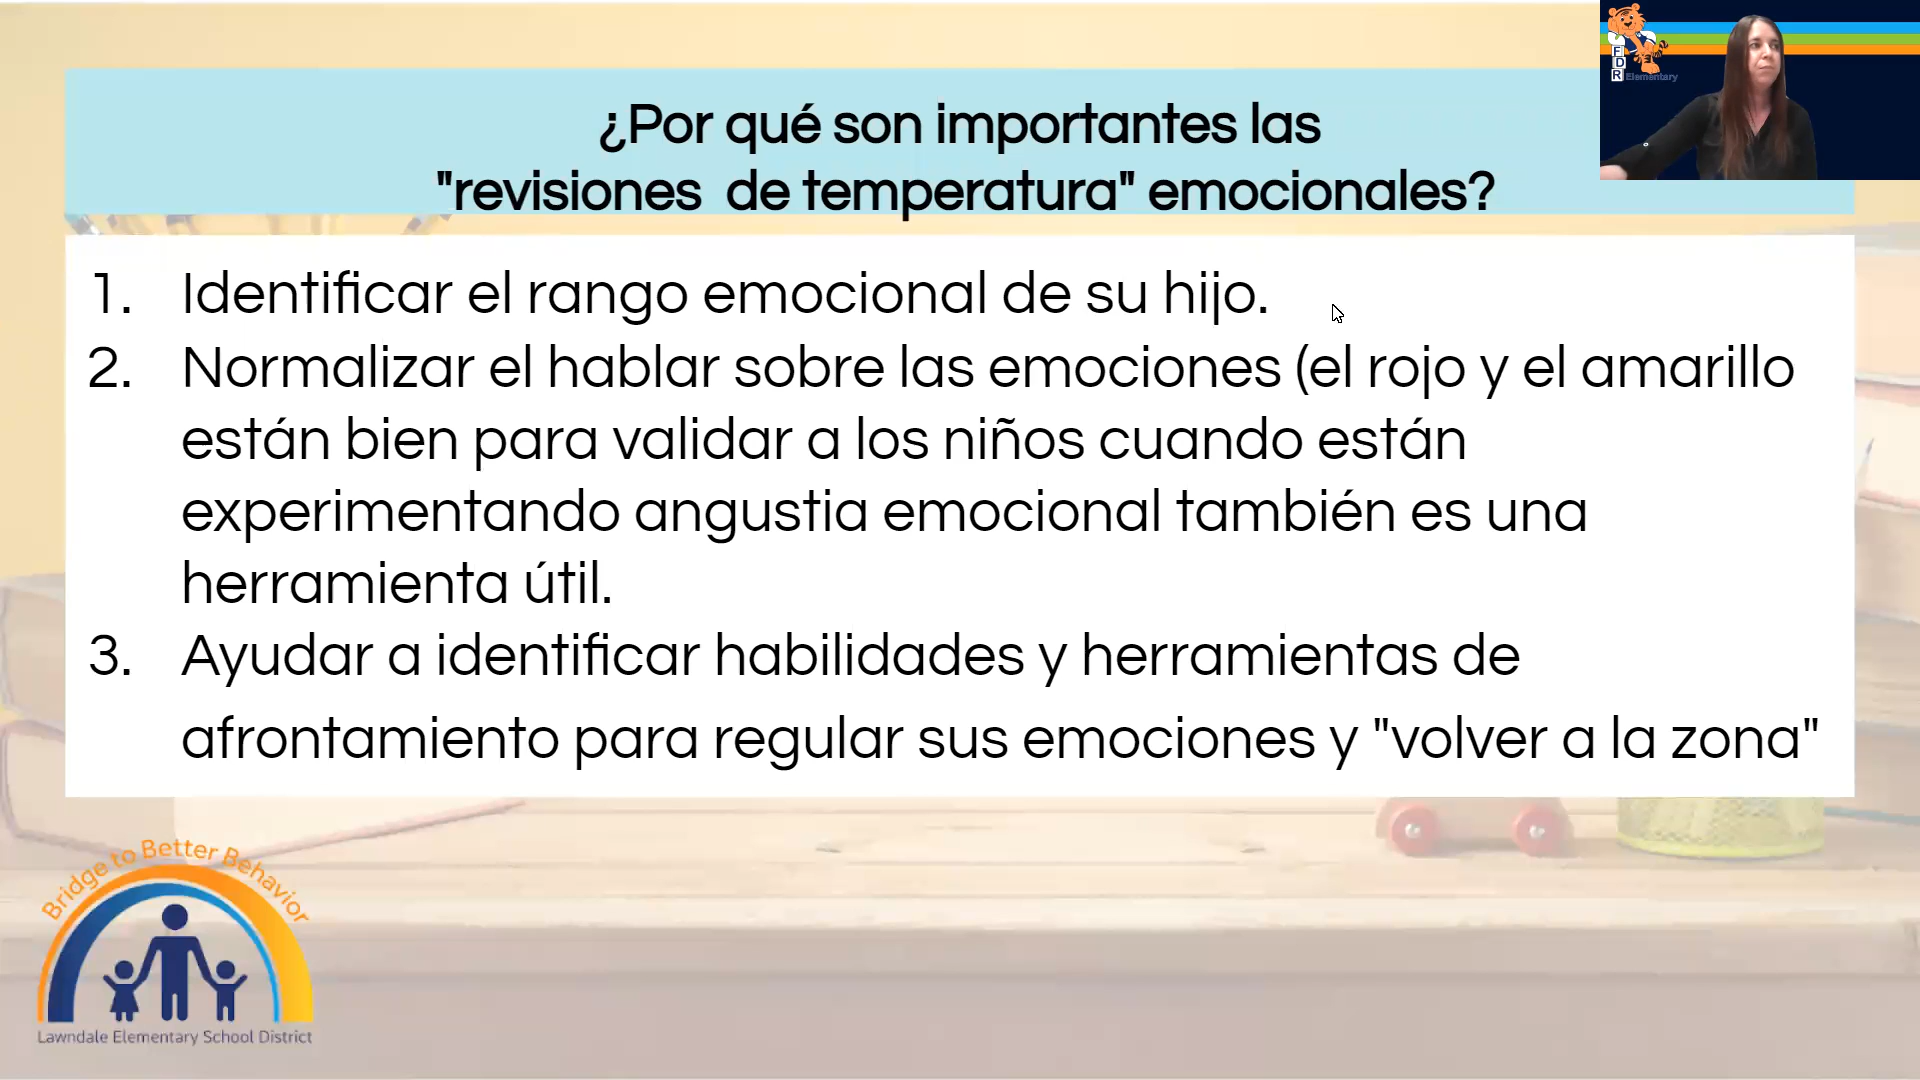 ¿Por qué son importantes las
"revisiones de temperatura" emocionales?
1. Identificar el rango emocional de su hijo.
2. Normalizar el hablar sobre las emociones (el rojo y el amarillo
están bien para validar a los niños cuando están
experimentando angustia emocional también es una
herramienta útil.
3. Ayudar a identificar habilidades y herramientas de
afrontamiento para regular sus emociones y "volver a la zona"
FDR Elementary
Bridge to Better Behavior
Lawndale Elementary School District